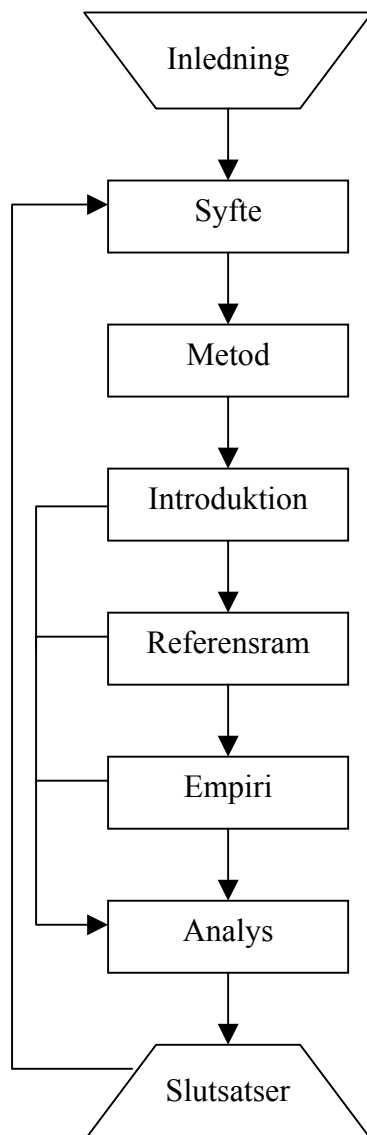 Inledning
Syfte
Metod
Introduktion
Referensram
Empiri
Analys
Slutsatser